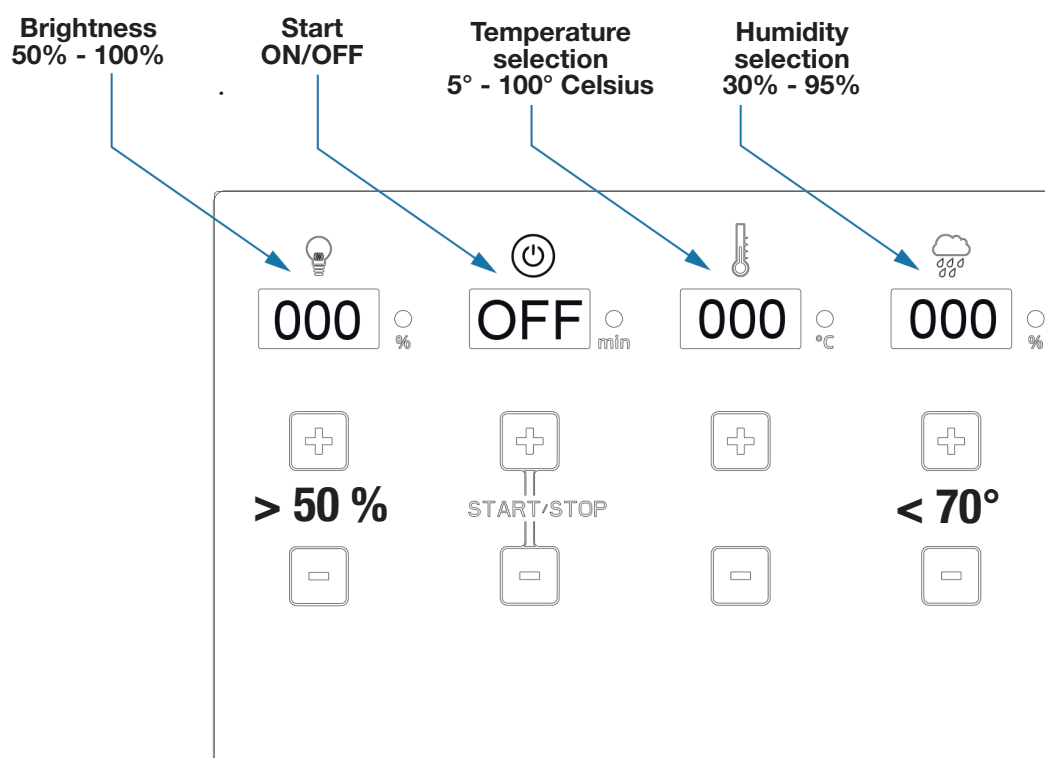 Brightness
50% - 100%
Start
ON/OFF
Temperature
selection
5° - 100° Celsius
Humidity
selection
30% - 95%
000
%
OFF
min
000
°C
000
%
> 50 %
START/STOP
< 70°